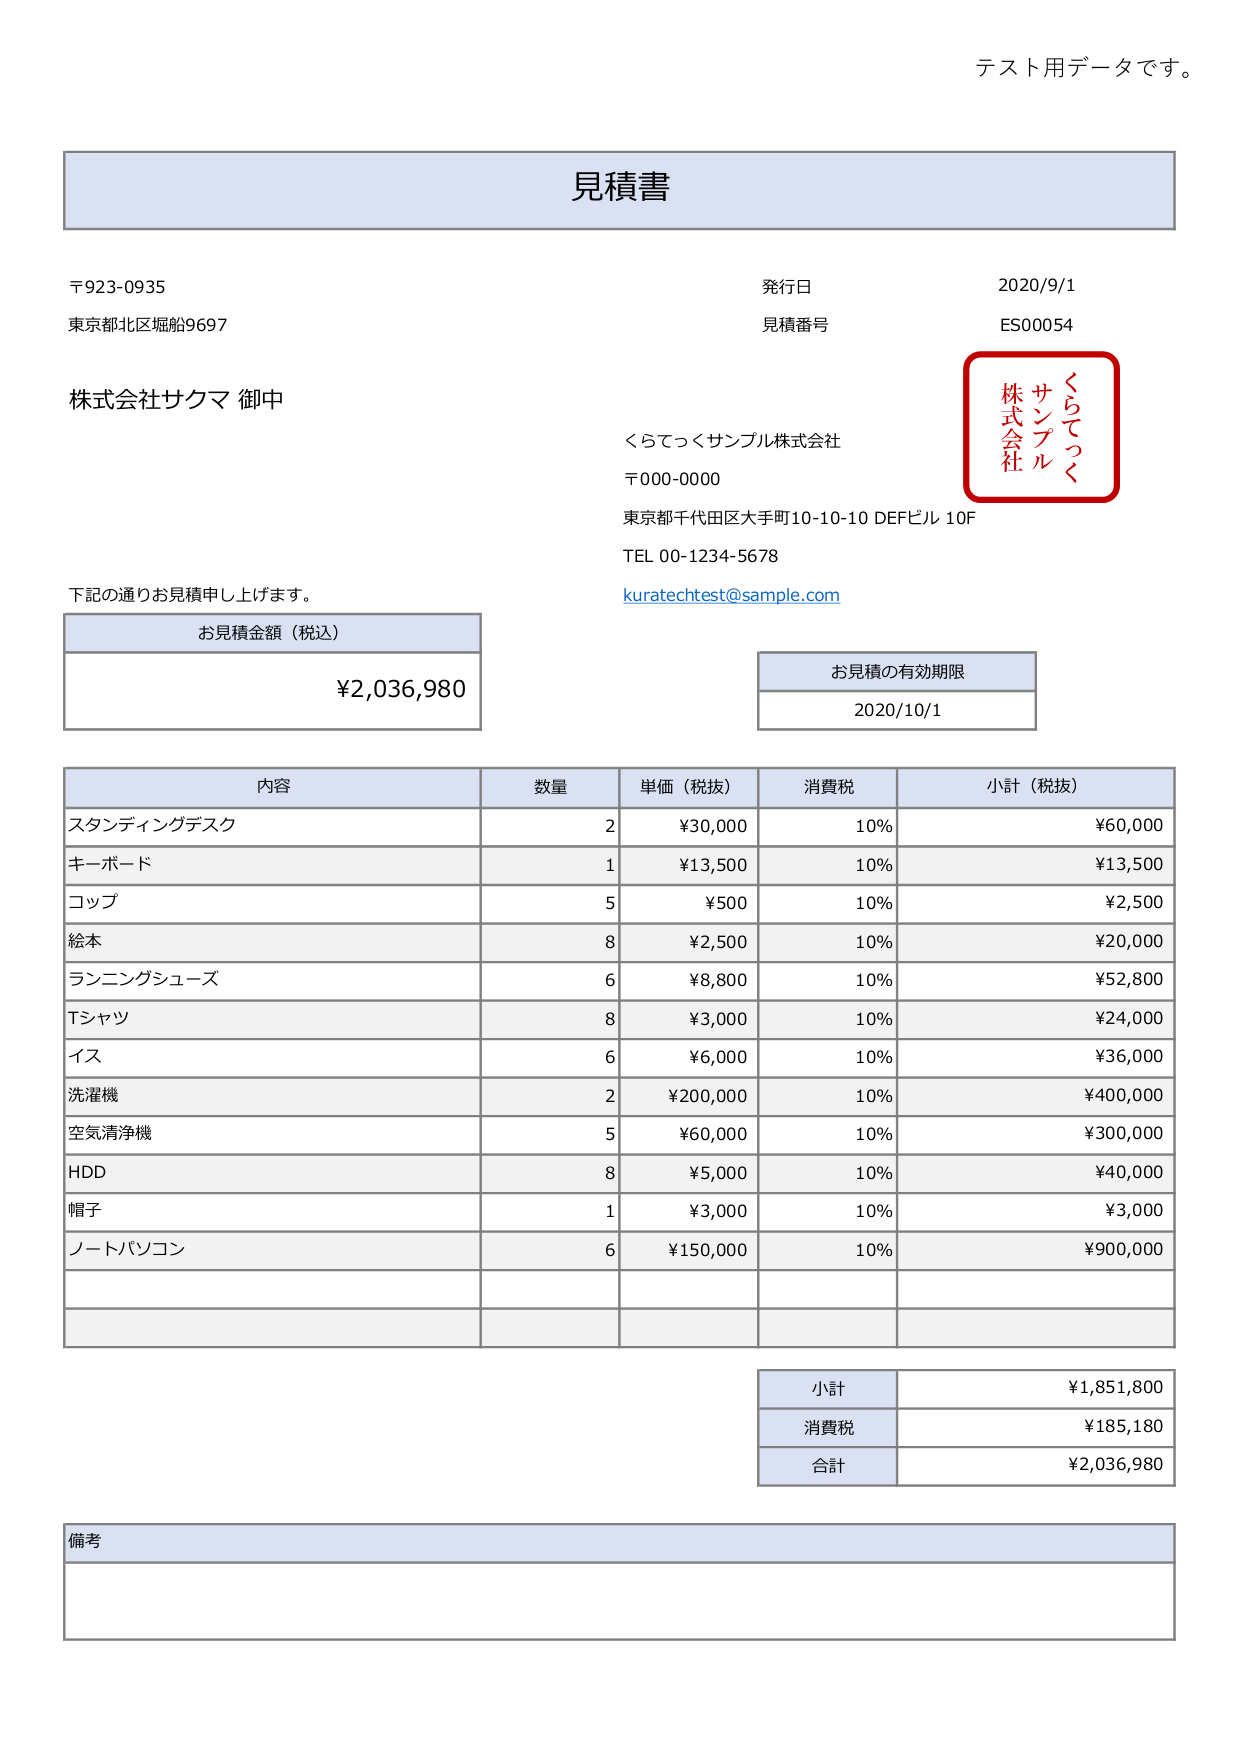 テスト用データです。
見積書
〒923-0935
発行日 2020/9/1
東京都北区堀船9697
見積番号 ES00054
株式会社サクマ 御中
くらてっく
サンプル
株式会社
くらてっくサンプル株式会社
〒000-0000
東京都千代田区大手町10-10-10 DEFビル 10F
TEL 00-1234-5678
下記の通りお見積申し上げます。
kuratechtest@sample.com
お見積金額（税込）
¥2,036,980
お見積の有効期限
2020/10/1
内容 数量 単価（税抜） 消費税 小計（税抜）
スタンディングデスク 2 ¥30,000 10% ¥60,000
キーボード 1 ¥13,500 10% ¥13,500
コップ 5 ¥500 10% ¥2,500
絵本 8 ¥2,500 10% ¥20,000
ランニングシューズ 6 ¥8,800 10% ¥52,800
Tシャツ 8 ¥3,000 10% ¥24,000
イス 6 ¥6,000 10% ¥36,000
洗濯機 2 ¥200,000 10% ¥400,000
空気清浄機 5 ¥60,000 10% ¥300,000
HDD 8 ¥5,000 10% ¥40,000
帽子 1 ¥3,000 10% ¥3,000
ノートパソコン 6 ¥150,000 10% ¥900,000
小計 ¥1,851,800
消費税 ¥185,180
合計 ¥2,036,980
備考